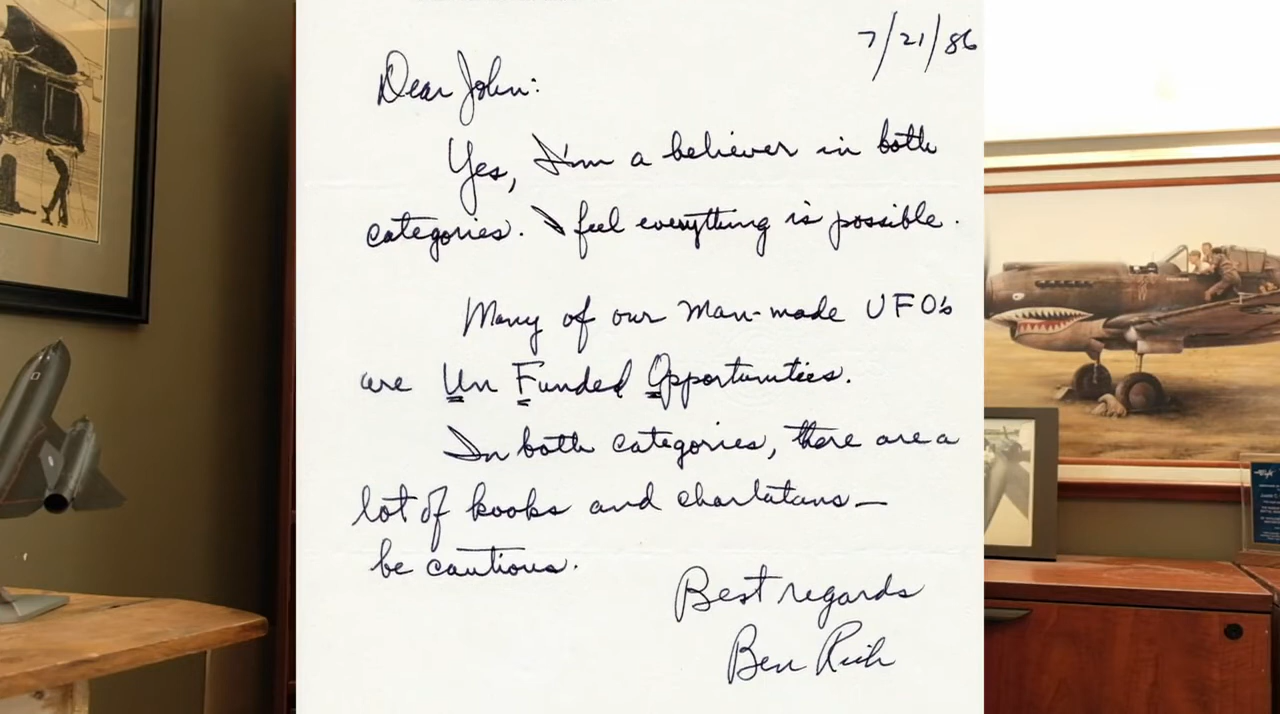 7/21/86
Dear John:
Yes, I'm a believer in both
categories. I feel everything is possible.
Many of our Man-made UFO's
are Un Funded Opportunities.
In both categories, there are a
lot of kooks and charlatans—
be cautious.
Best regards
Ben Rich